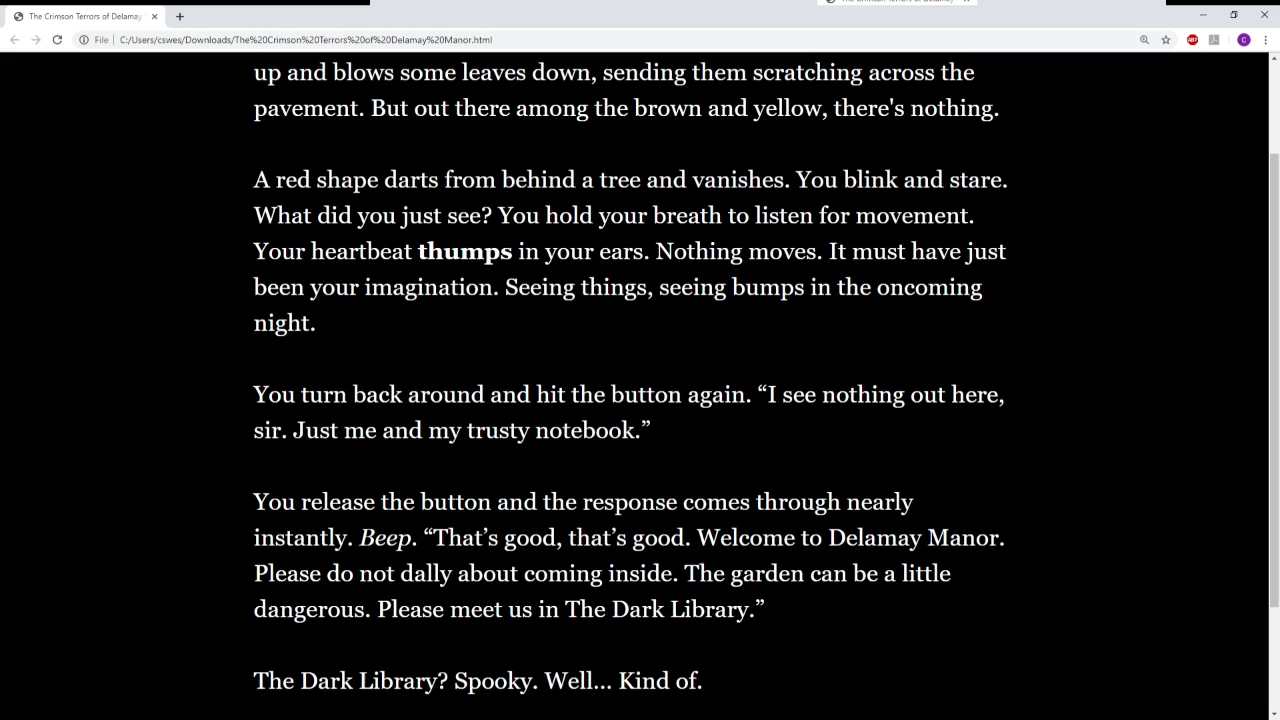 The Crimson Terrors of Delamay
File
C:/Users/cswes/Downloads/The%20Crimson%20Terrors%20of%20Delamay%20Manor.html
ABP
C
up and blows some leaves down, sending them scratching across the
pavement. But out there among the brown and yellow, there's nothing.
A red shape darts from behind a tree and vanishes. You blink and stare.
What did you just see? You hold your breath to listen for movement.
Your heartbeat thumps in your ears. Nothing moves. It must have just
been your imagination. Seeing things, seeing bumps in the oncoming
night.
You turn back around and hit the button again. “I see nothing out here,
sir. Just me and my trusty notebook.”
You release the button and the response comes through nearly
instantly. Beep. “That’s good, that’s good. Welcome to Delamay Manor.
Please do not dally about coming inside. The garden can be a little
dangerous. Please meet us in The Dark Library.”
The Dark Library? Spooky. Well... Kind of.